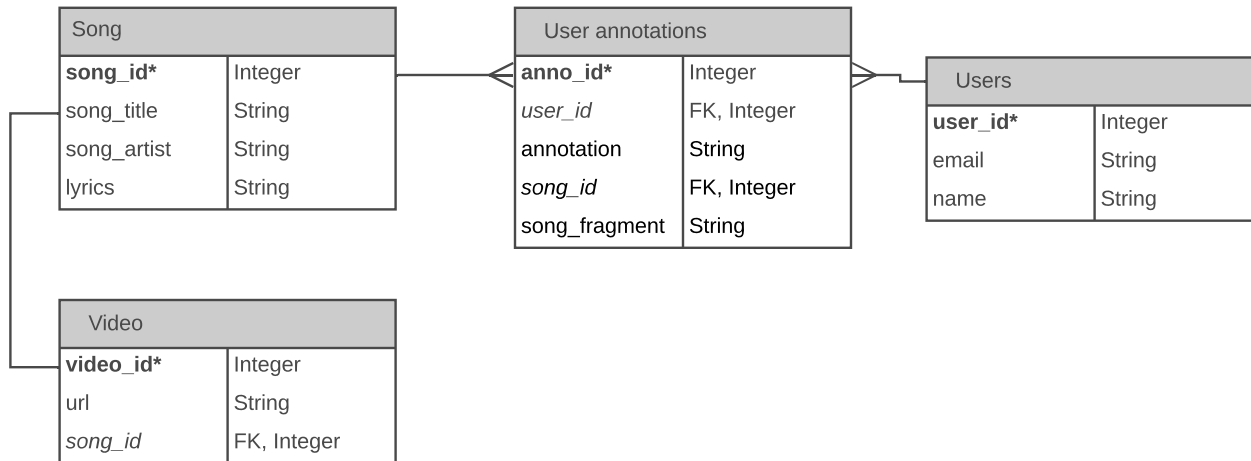 Song
song_id* Integer
song_title String
song_artist String
lyrics String
User annotations
anno_id* Integer
user_id FK, Integer
annotation String
song_id FK, Integer
song_fragment String
Users
user_id* Integer
email String
name String
Video
video_id* Integer
url String
song_id FK, Integer